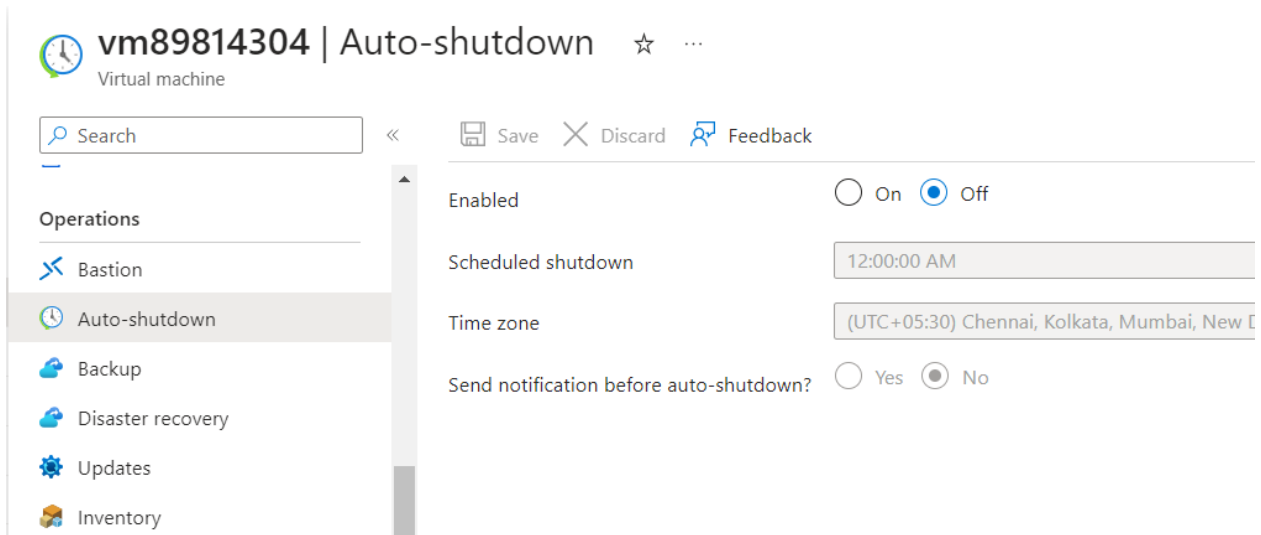 vm89814304 | Auto-shutdown ☆ ···
Virtual machine
Search «
Save Discard Feedback
Operations
Bastion
Auto-shutdown
Backup
Disaster recovery
Updates
Inventory
Enabled On Off
Scheduled shutdown 12:00:00 AM
Time zone (UTC+05:30) Chennai, Kolkata, Mumbai, New
Send notification before auto-shutdown? Yes No